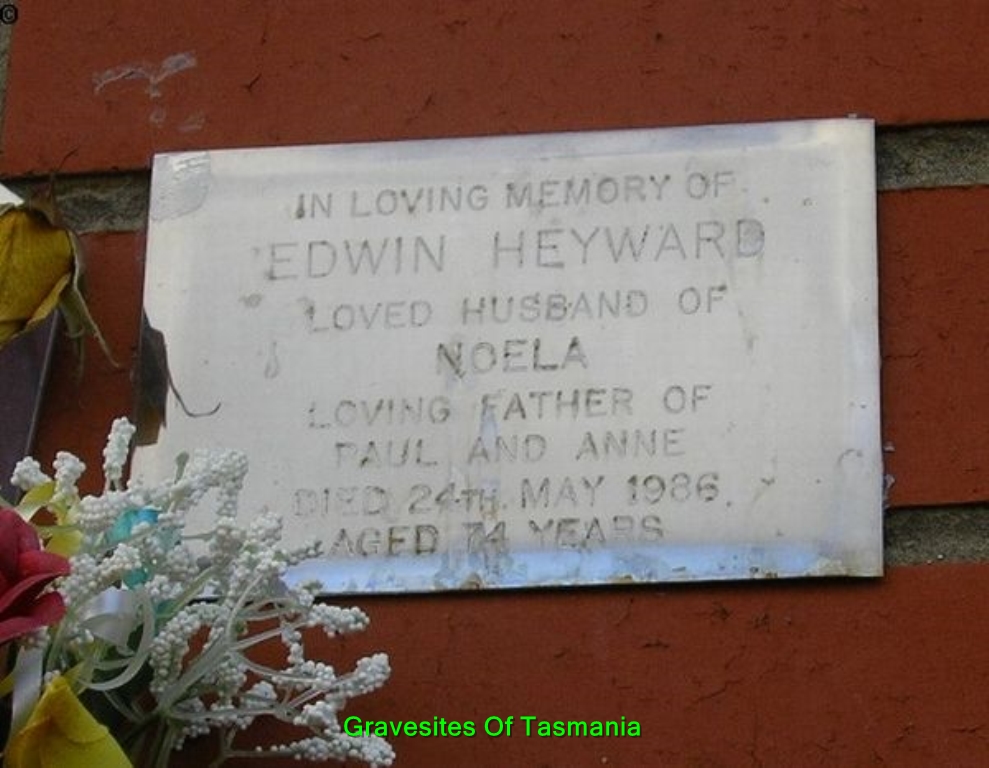 ©
IN LOVING MEMORY OF
EDWIN HEYWARD
LOVED HUSBAND OF
NOELA
LOVING FATHER OF
PAUL AND ANNE
DIED 24TH. MAY 1986.
AGED 74 YEARS
Gravesites Of Tasmania